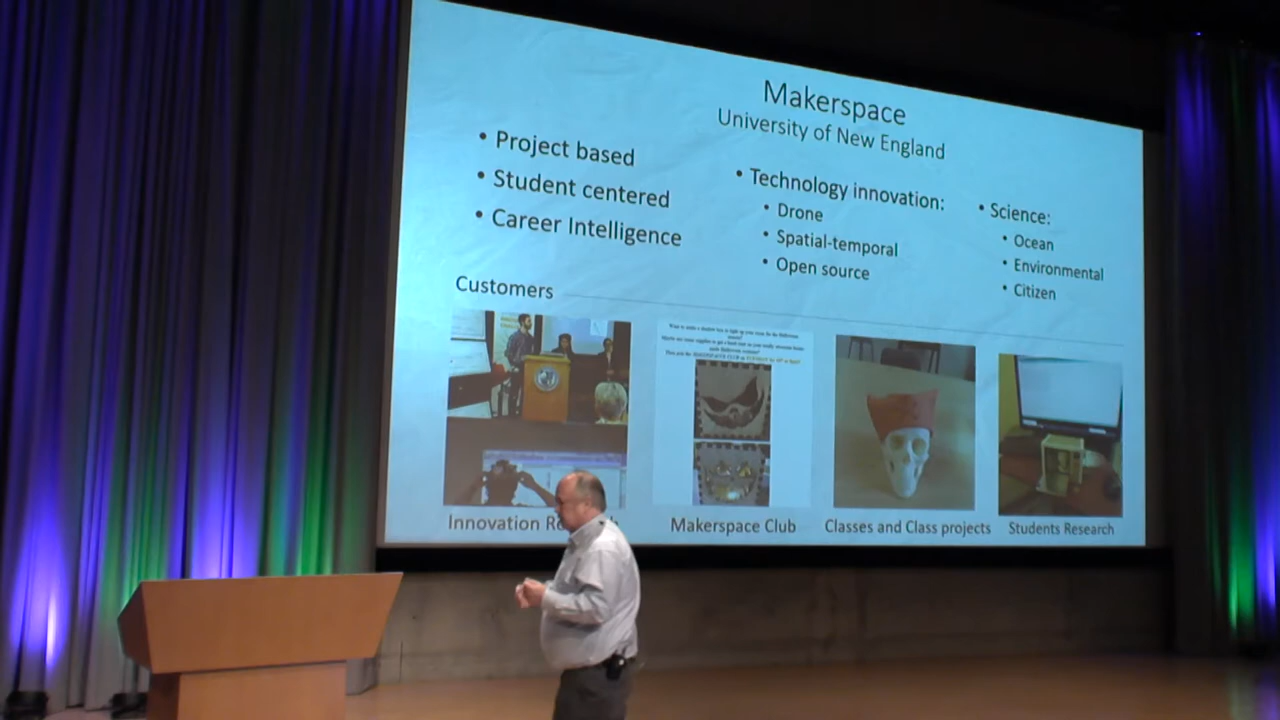 Makerspace
University of New England
• Project based
• Student centered
• Career Intelligence
• Technology innovation:
• Drone
• Spatial-temporal
• Open source
• Science:
• Ocean
• Environmental
• Citizen
Customers
Innovation
Makerspace Club
Classes and Class projects
Students Research